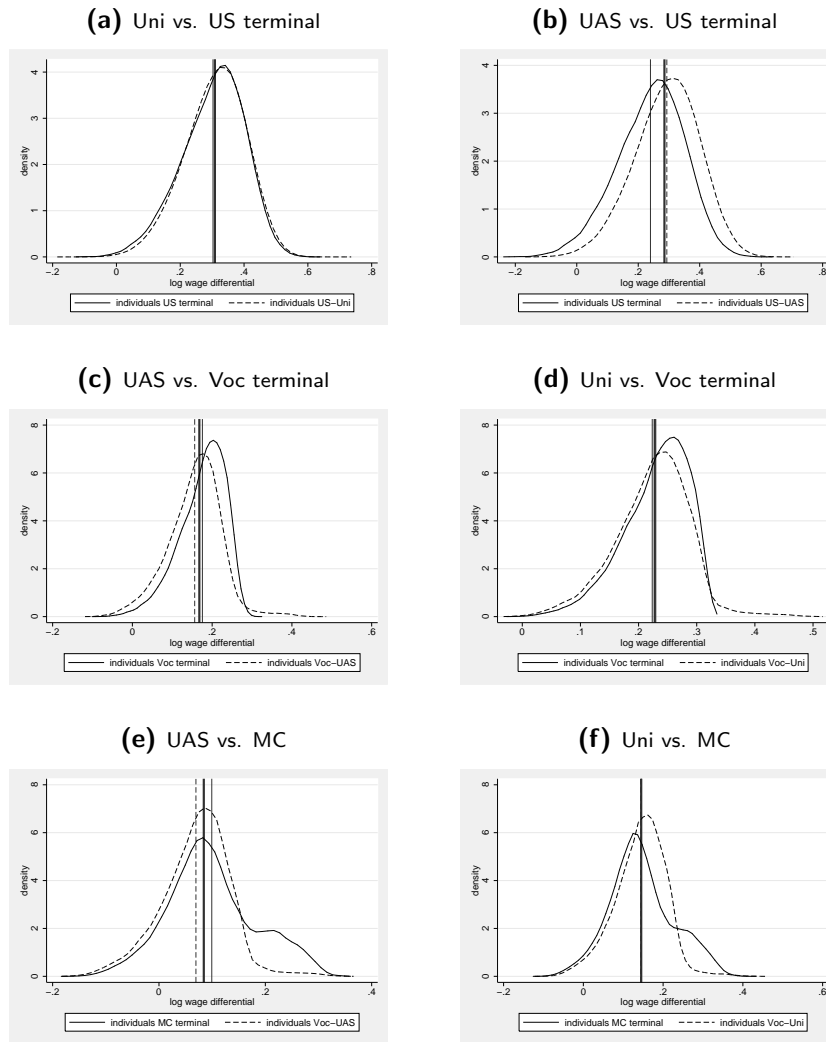 (a) Uni vs. US terminal
density
0 1 2 3 4
−.2 0 .2 .4 .6 .8
log wage differential
individuals US terminal individuals US−Uni
(b) UAS vs. US terminal
density
0 1 2 3 4
−.2 0 .2 .4 .6 .8
log wage differential
individuals US terminal individuals US−UAS
(c) UAS vs. Voc terminal
density
0 2 4 6 8
−.2 0 .2 .4 .6
log wage differential
individuals Voc terminal individuals Voc−UAS
(d) Uni vs. Voc terminal
density
0 2 4 6 8
0 .1 .2 .3 .4 .5
log wage differential
individuals Voc terminal individuals Voc−Uni
(e) UAS vs. MC
density
0 2 4 6 8
−.2 0 .2 .4
log wage differential
individuals MC terminal individuals Voc−UAS
(f) Uni vs. MC
density
0 2 4 6 8
−.2 0 .2 .4 .6
log wage differential
individuals MC terminal individuals Voc−Uni